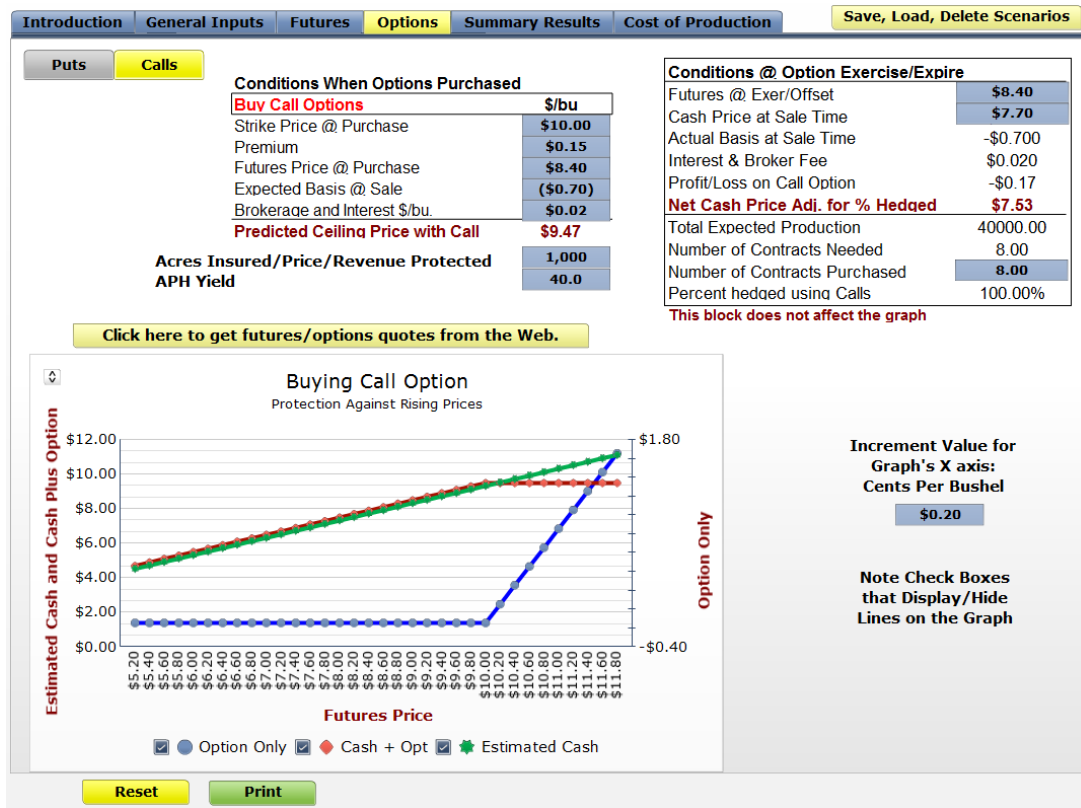 Introduction General Inputs Futures Options Summary Results Cost of Production Save, Load, Delete Scenarios
Puts Calls
Conditions When Options Purchased
Buy Call Options $/bu
Strike Price @ Purchase $10.00
Premium $0.15
Futures Price @ Purchase $8.40
Expected Basis @ Sale ($0.70)
Brokerage and Interest $/bu. $0.02
Predicted Ceiling Price with Call $9.47
Acres Insured/Price/Revenue Protected 1,000
APH Yield 40.0
Conditions @ Option Exercise/Expire
Futures @ Exer/Offset $8.40
Cash Price at Sale Time $7.70
Actual Basis at Sale Time -$0.700
Interest & Broker Fee $0.020
Profit/Loss on Call Option -$0.17
Net Cash Price Adj. for % Hedged $7.53
Total Expected Production 40000.00
Number of Contracts Needed 8.00
Number of Contracts Purchased 8.00
Percent hedged using Calls 100.00%
This block does not affect the graph
Click here to get futures/options quotes from the Web.
Buying Call Option
Protection Against Rising Prices
Estimated Cash and Cash Plus Option
$12.00
$10.00
$8.00
$6.00
$4.00
$2.00
$0.00
$1.80
-$0.40
Option Only
$5.20 $5.40 $5.60 $5.80 $6.00 $6.20 $6.40 $6.60 $6.80 $7.00 $7.20 $7.40 $7.60 $7.80 $8.00 $8.20 $8.40 $8.60 $8.80 $9.00 $9.20 $9.40 $9.60 $9.80 $10.00 $10.20 $10.40 $10.60 $10.80 $11.00 $11.20 $11.40 $11.60 $11.80
Futures Price
Option Only Cash + Opt Estimated Cash
Increment Value for
Graph's X axis:
Cents Per Bushel
$0.20
Note Check Boxes
that Display/Hide
Lines on the Graph
Reset Print